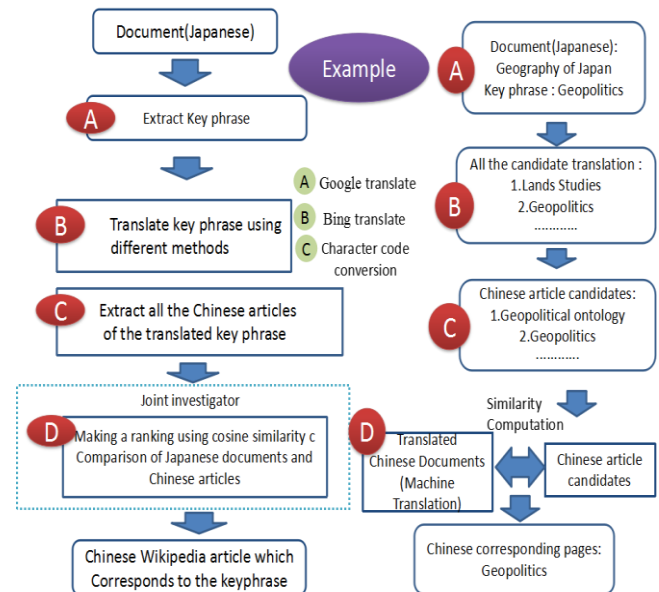 Document(Japanese)
A
Extract Key phrase
B
Translate key phrase using
different methods
A Google translate
B Bing translate
C Character code
conversion
C
Extract all the Chinese articles
of the translated key phrase
Joint investigator
D
Making a ranking using cosine similarity c
Comparison of Japanese documents and
Chinese articles
Chinese Wikipedia article which
Corresponds to the keyphrase
Example
A
Document(Japanese):
Geography of Japan
Key phrase : Geopolitics
B
All the candidate translation :
1.Lands Studies
2.Geopolitics
............
C
Chinese article candidates:
1.Geopolitical ontology
2.Geopolitics
............
Similarity
Computation
D
Translated
Chinese Documents
(Machine
Translation)
Chinese article
candidates
Chinese corresponding pages:
Geopolitics